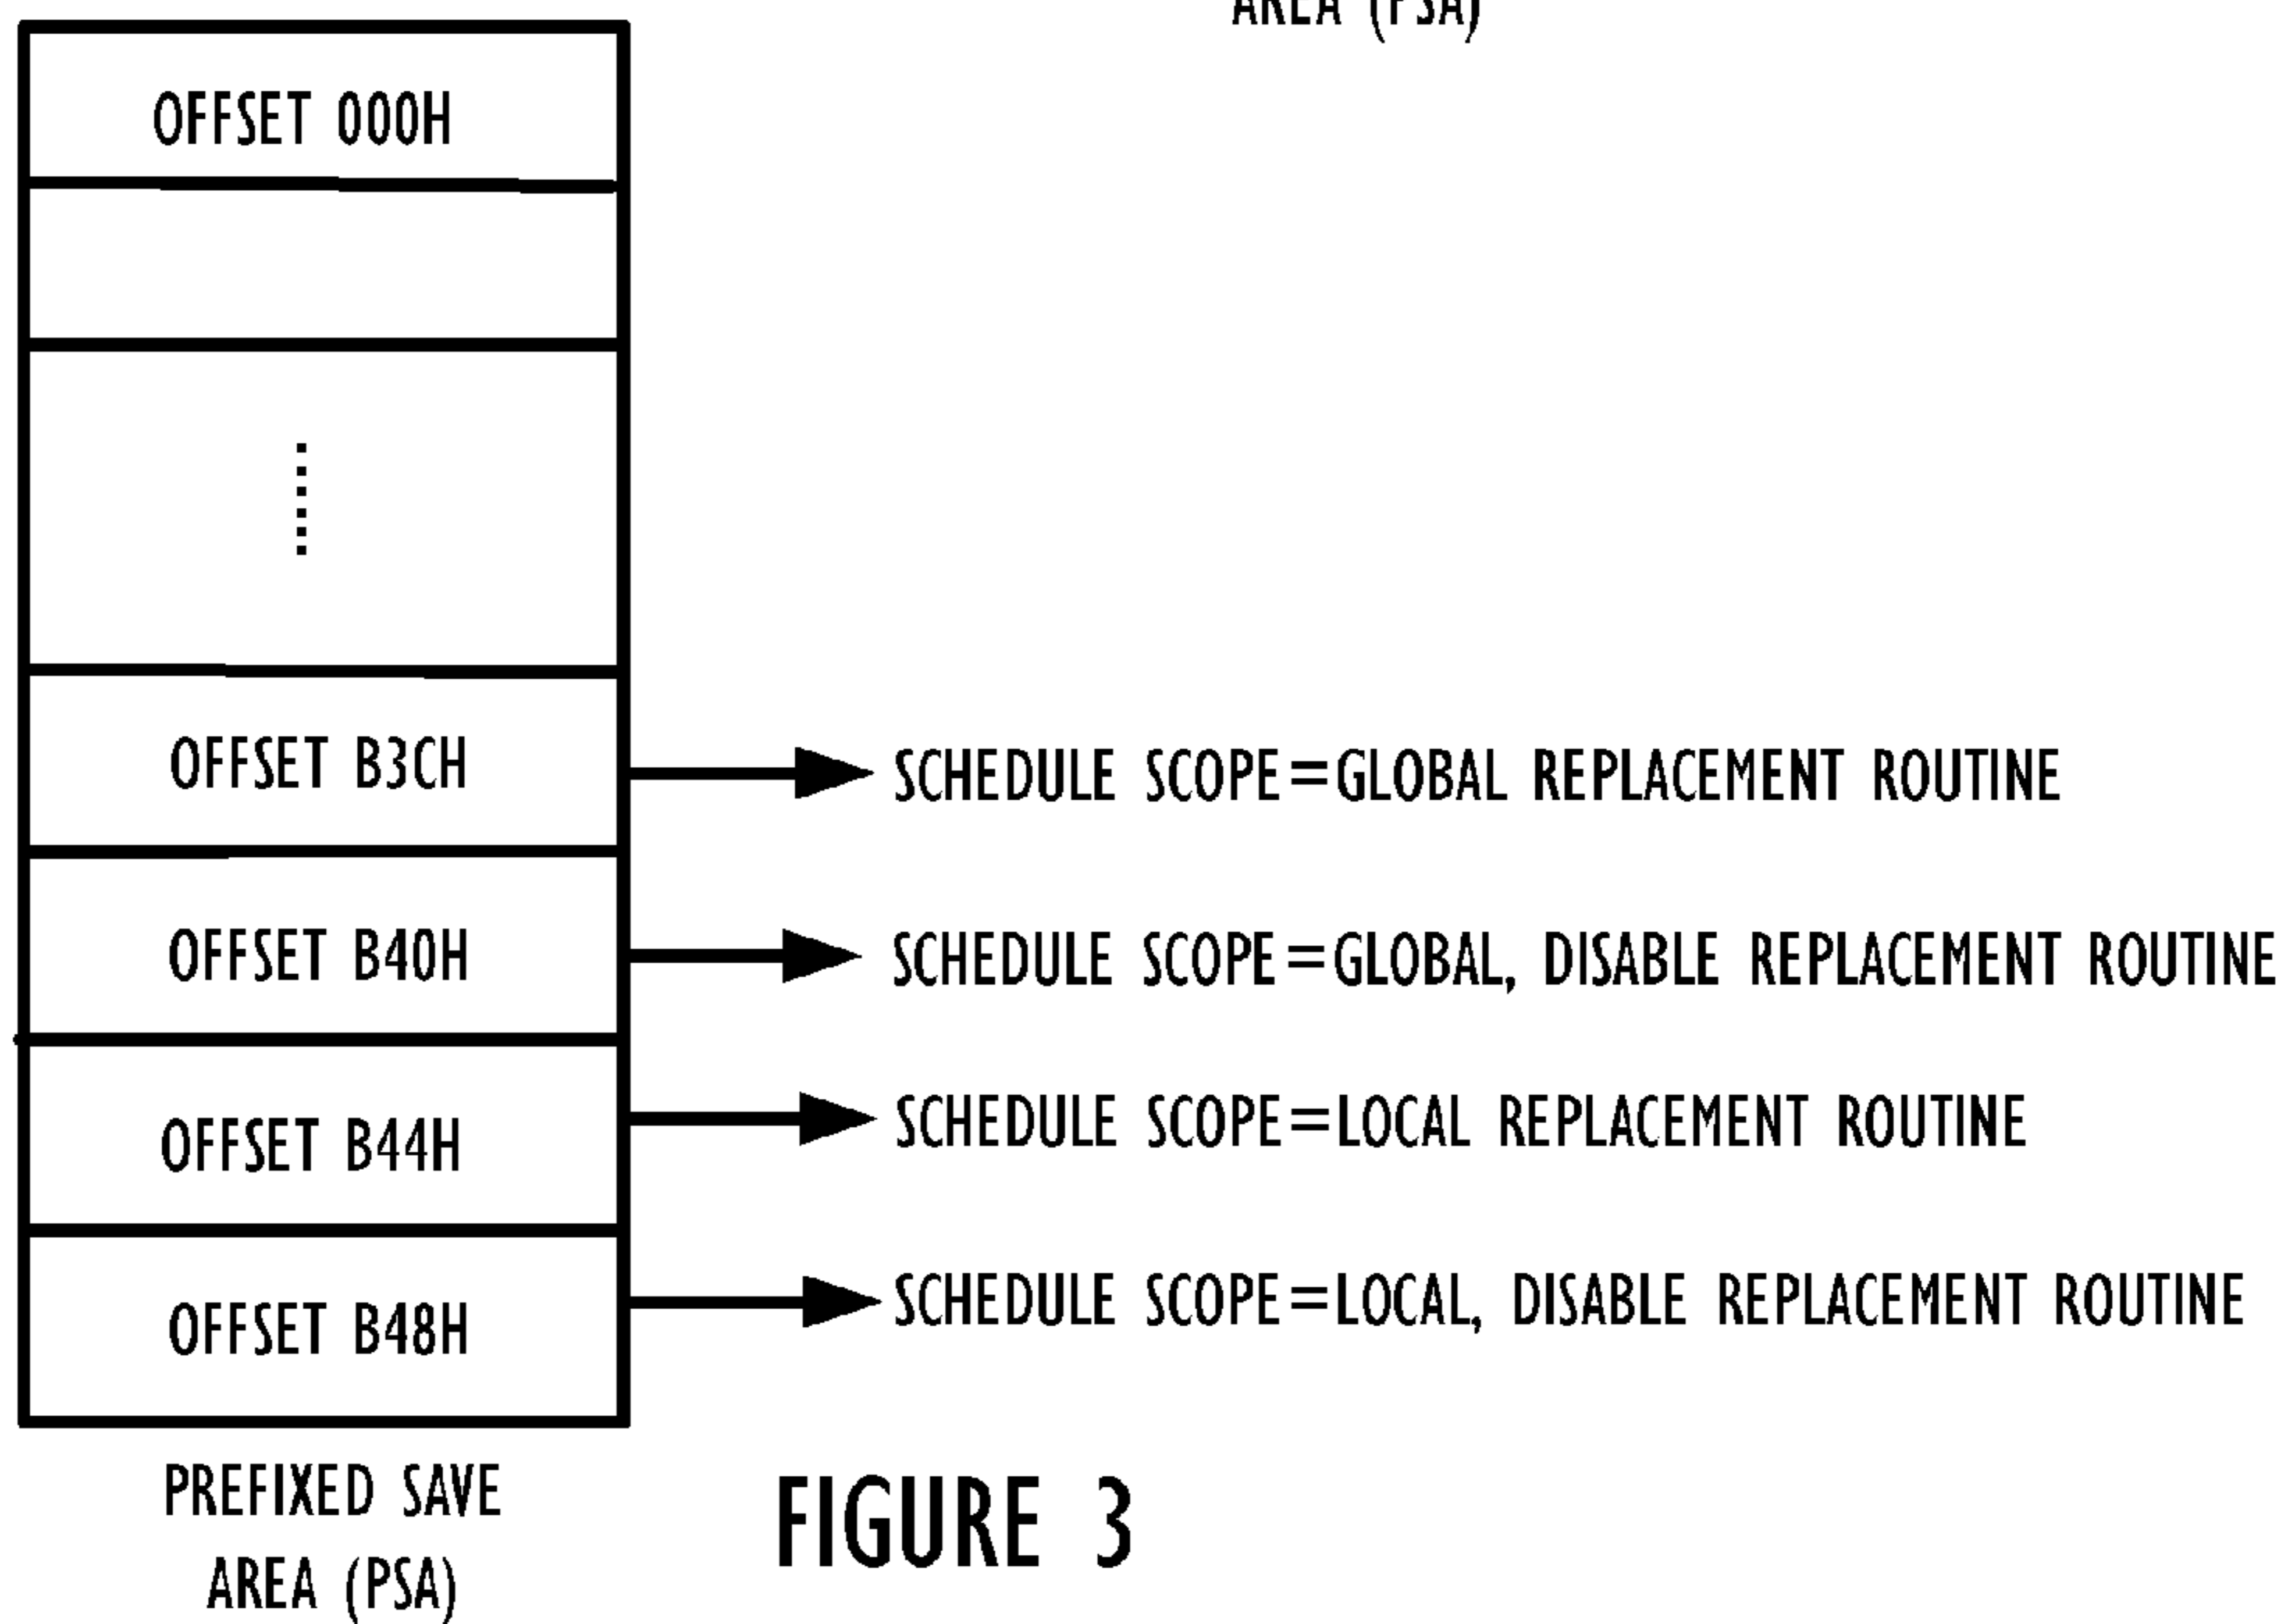 AREA (PSA)
OFFSET 000H
OFFSET B3CH
SCHEDULE SCOPE=GLOBAL REPLACEMENT ROUTINE
OFFSET B40H
SCHEDULE SCOPE=GLOBAL, DISABLE REPLACEMENT ROUTINE
OFFSET B44H
SCHEDULE SCOPE=LOCAL REPLACEMENT ROUTINE
OFFSET B48H
SCHEDULE SCOPE=LOCAL, DISABLE REPLACEMENT ROUTINE
PREFIXED SAVE
AREA (PSA)
FIGURE 3